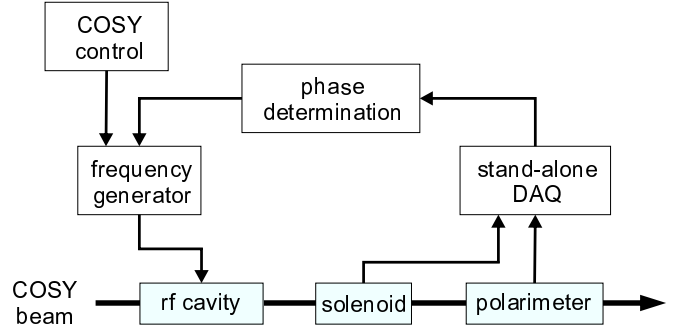 COSY
control
phase
determination
frequency
generator
stand-alone
DAQ
COSY
beam
rf cavity
solenoid
polarimeter